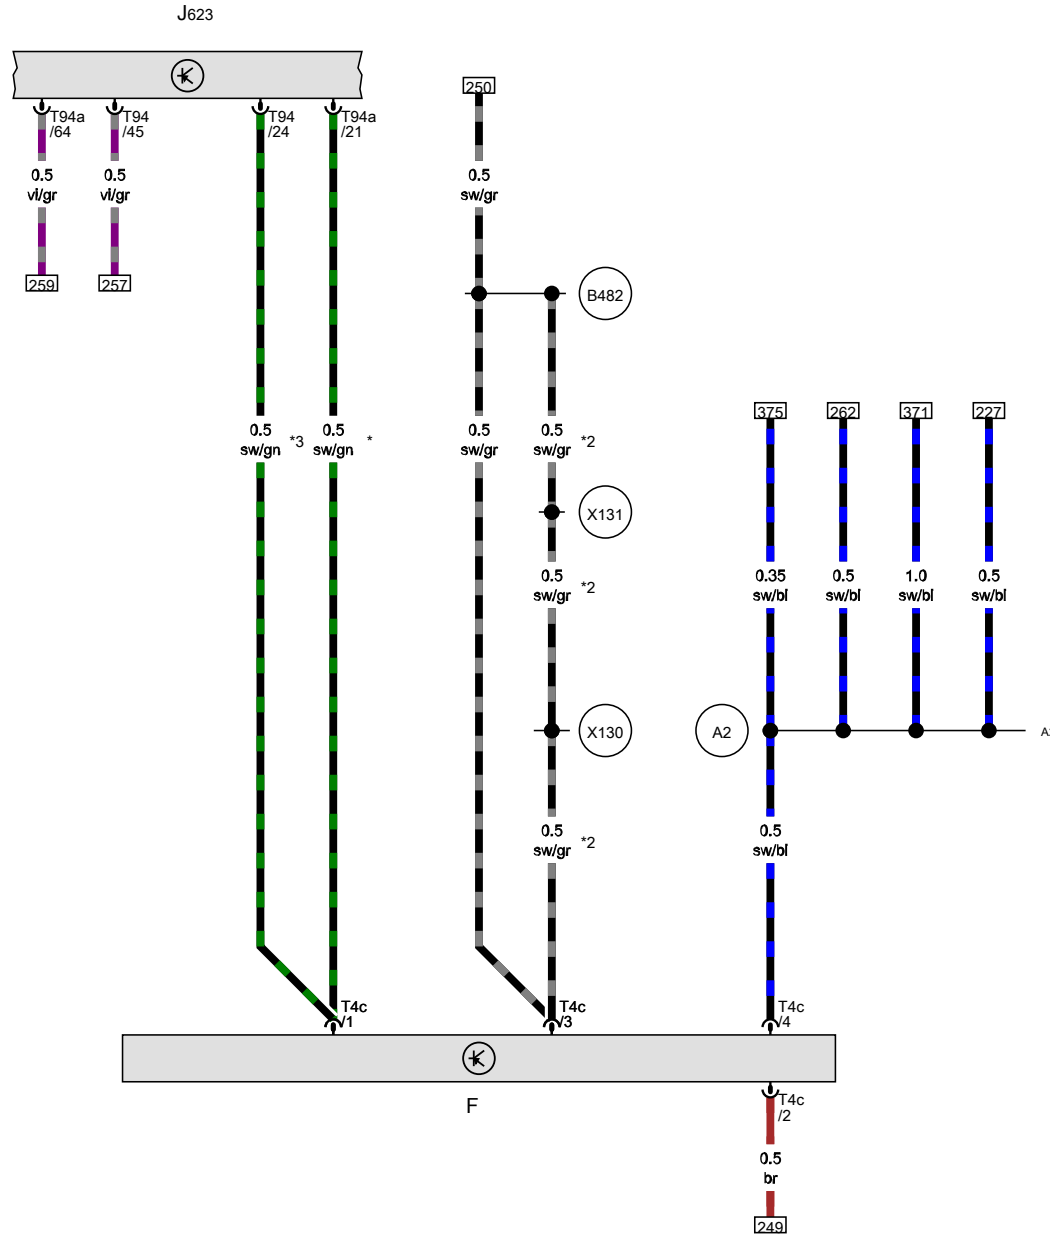 J623
250
T94a
/64
T94
/45
T94
/24
T94a
/21
0.5
vi/gr
0.5
vi/gr
0.5
sw/gr
259
257
B482
375
262
371
227
0.5
sw/gn
*3
0.5
sw/gn
*
0.5
sw/gr
0.5
sw/gr
*2
X131
0.5
sw/gr
*2
0.35
sw/bl
0.5
sw/bl
1.0
sw/bl
0.5
sw/bl
X130
A2
0.5
sw/gr
*2
0.5
sw/bl
T4c
/1
T4c
/3
T4c
/4
F
T4c
/2
0.5
br
249